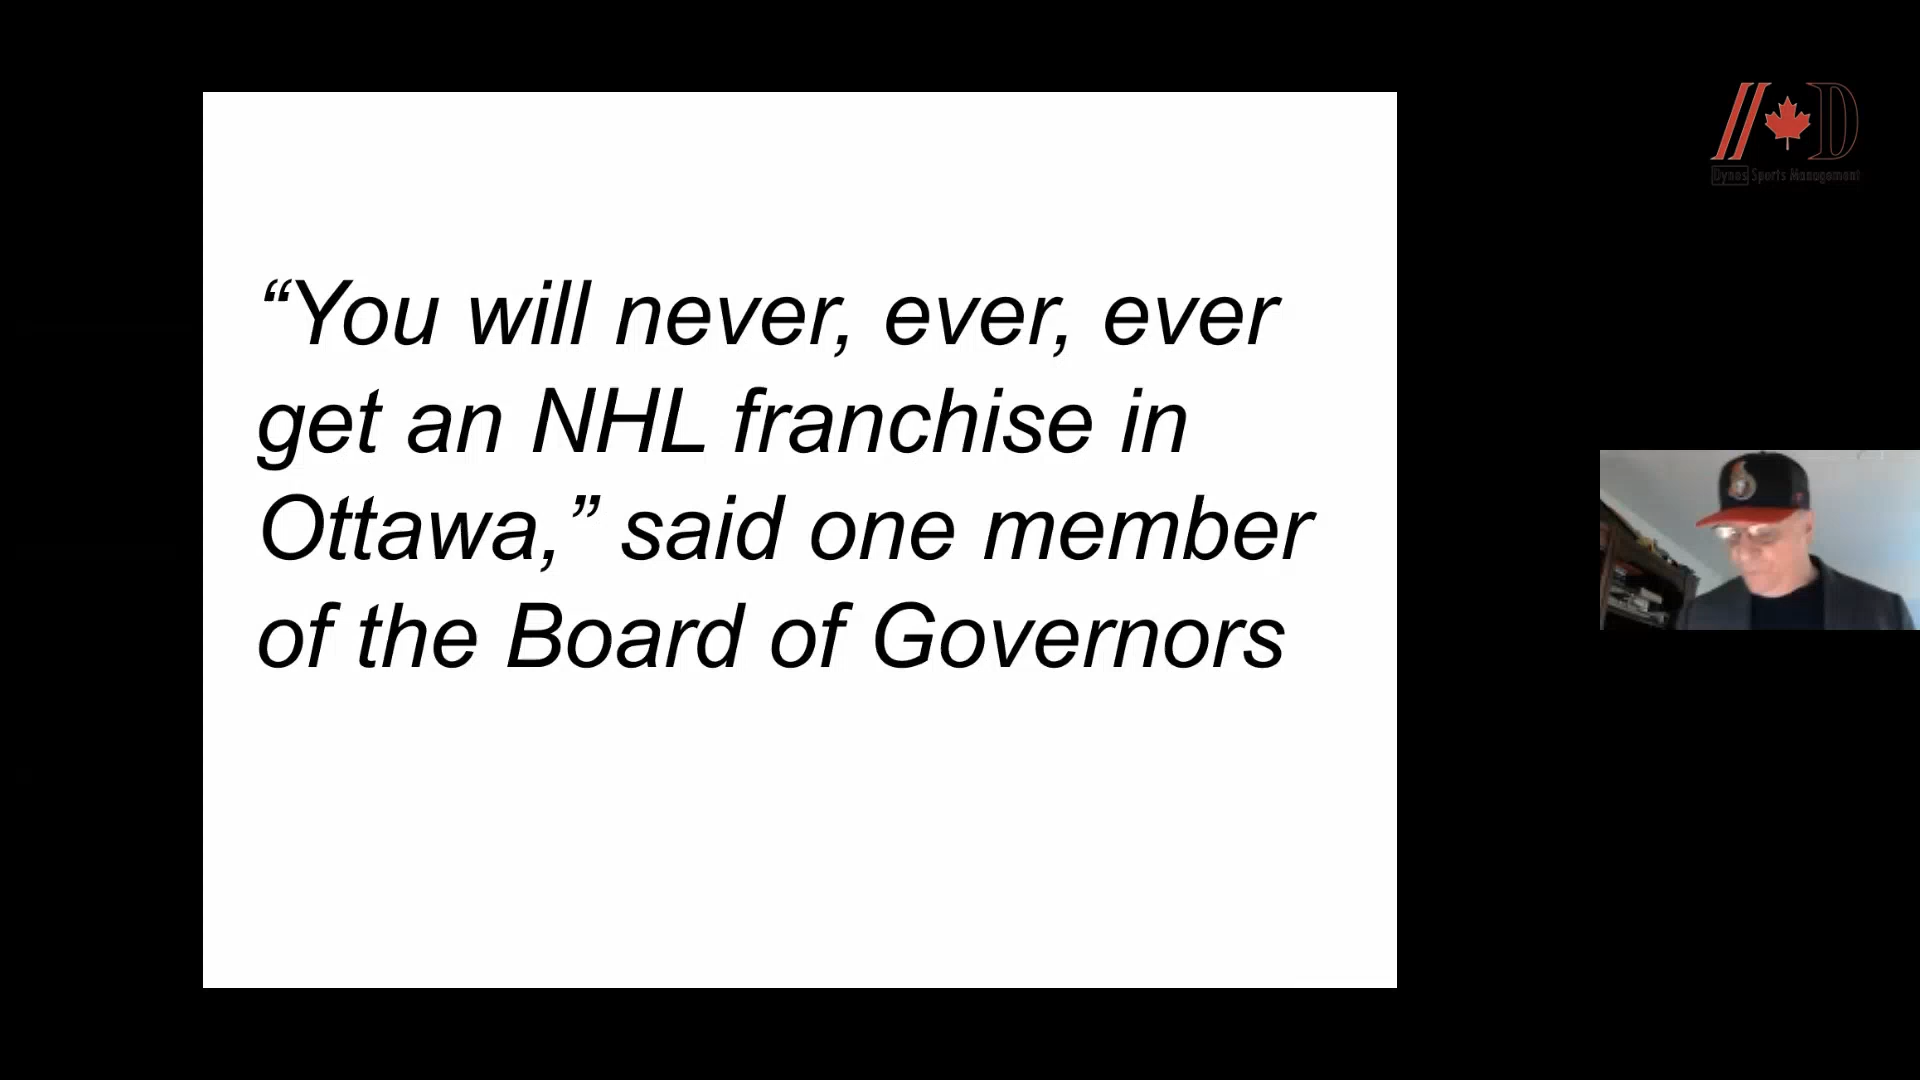 “You will never, ever, ever
get an NHL franchise in
Ottawa,” said one member
of the Board of Governors
D
Dynes Sports Management